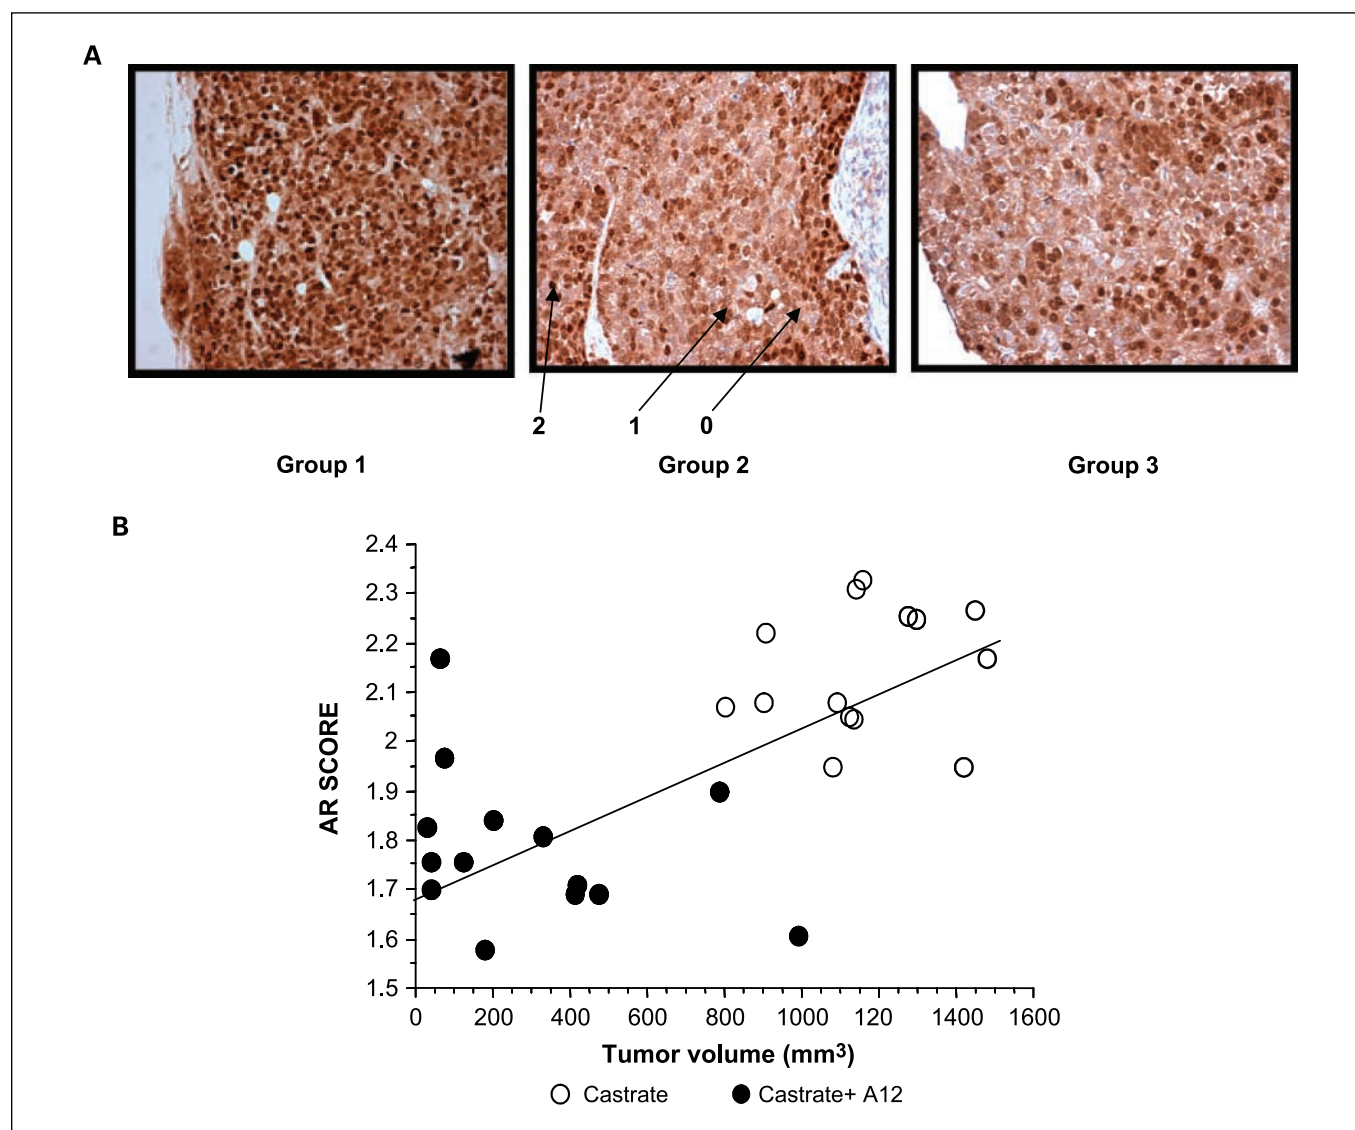 A
2
1
0
Group 1
Group 2
Group 3
B
AR SCORE
2.4
2.3
2.2
2.1
2
1.9
1.8
1.7
1.6
1.5
0 200 400 600 800 1000 120 1400 1600
Tumor volume (mm³)
Castrate
Castrate+ A12